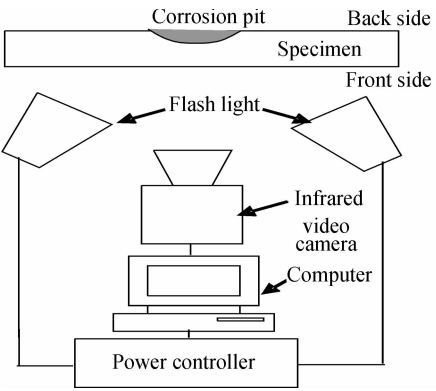 Corrosion pit
Back side
Specimen
Front side
Flash light
Infrared
video
camera
Computer
Power controller